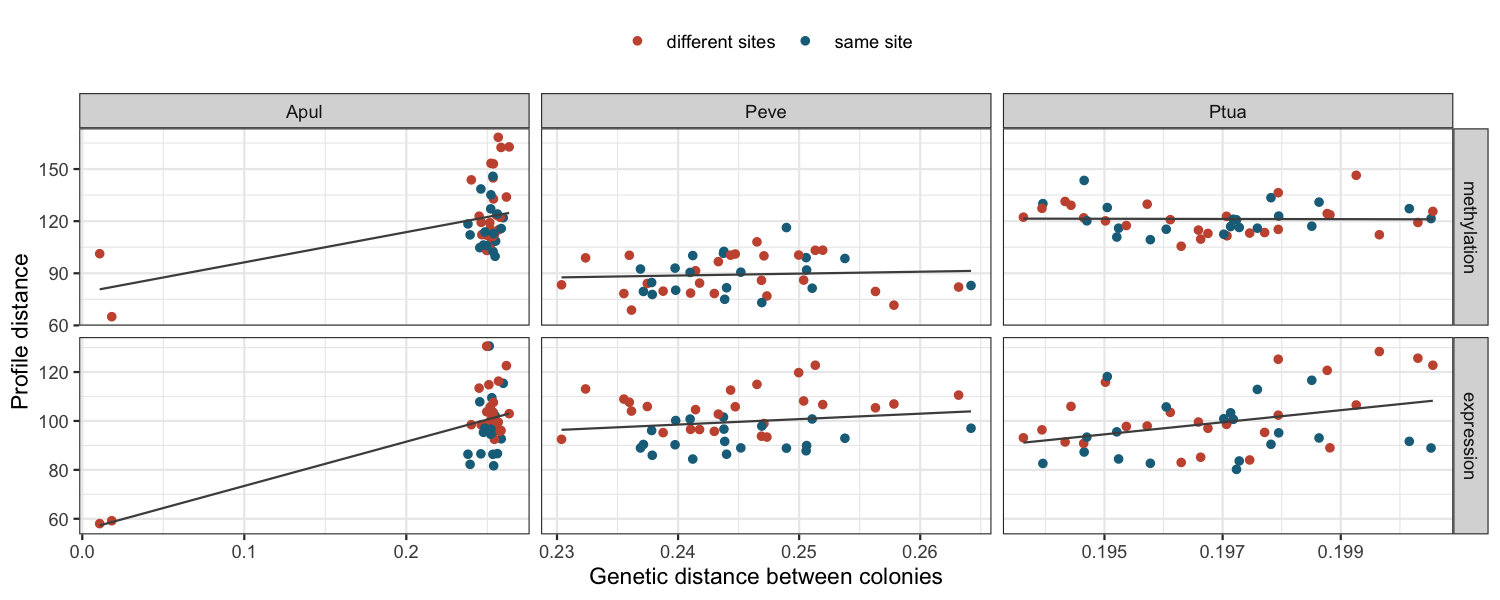 different sites same site
Apul Peve Ptua
150
120
90
60
methylation
120
100
80
60
expression
Profile distance
0.0 0.1 0.2 0.23 0.24 0.25 0.26 0.195 0.197 0.199
Genetic distance between colonies